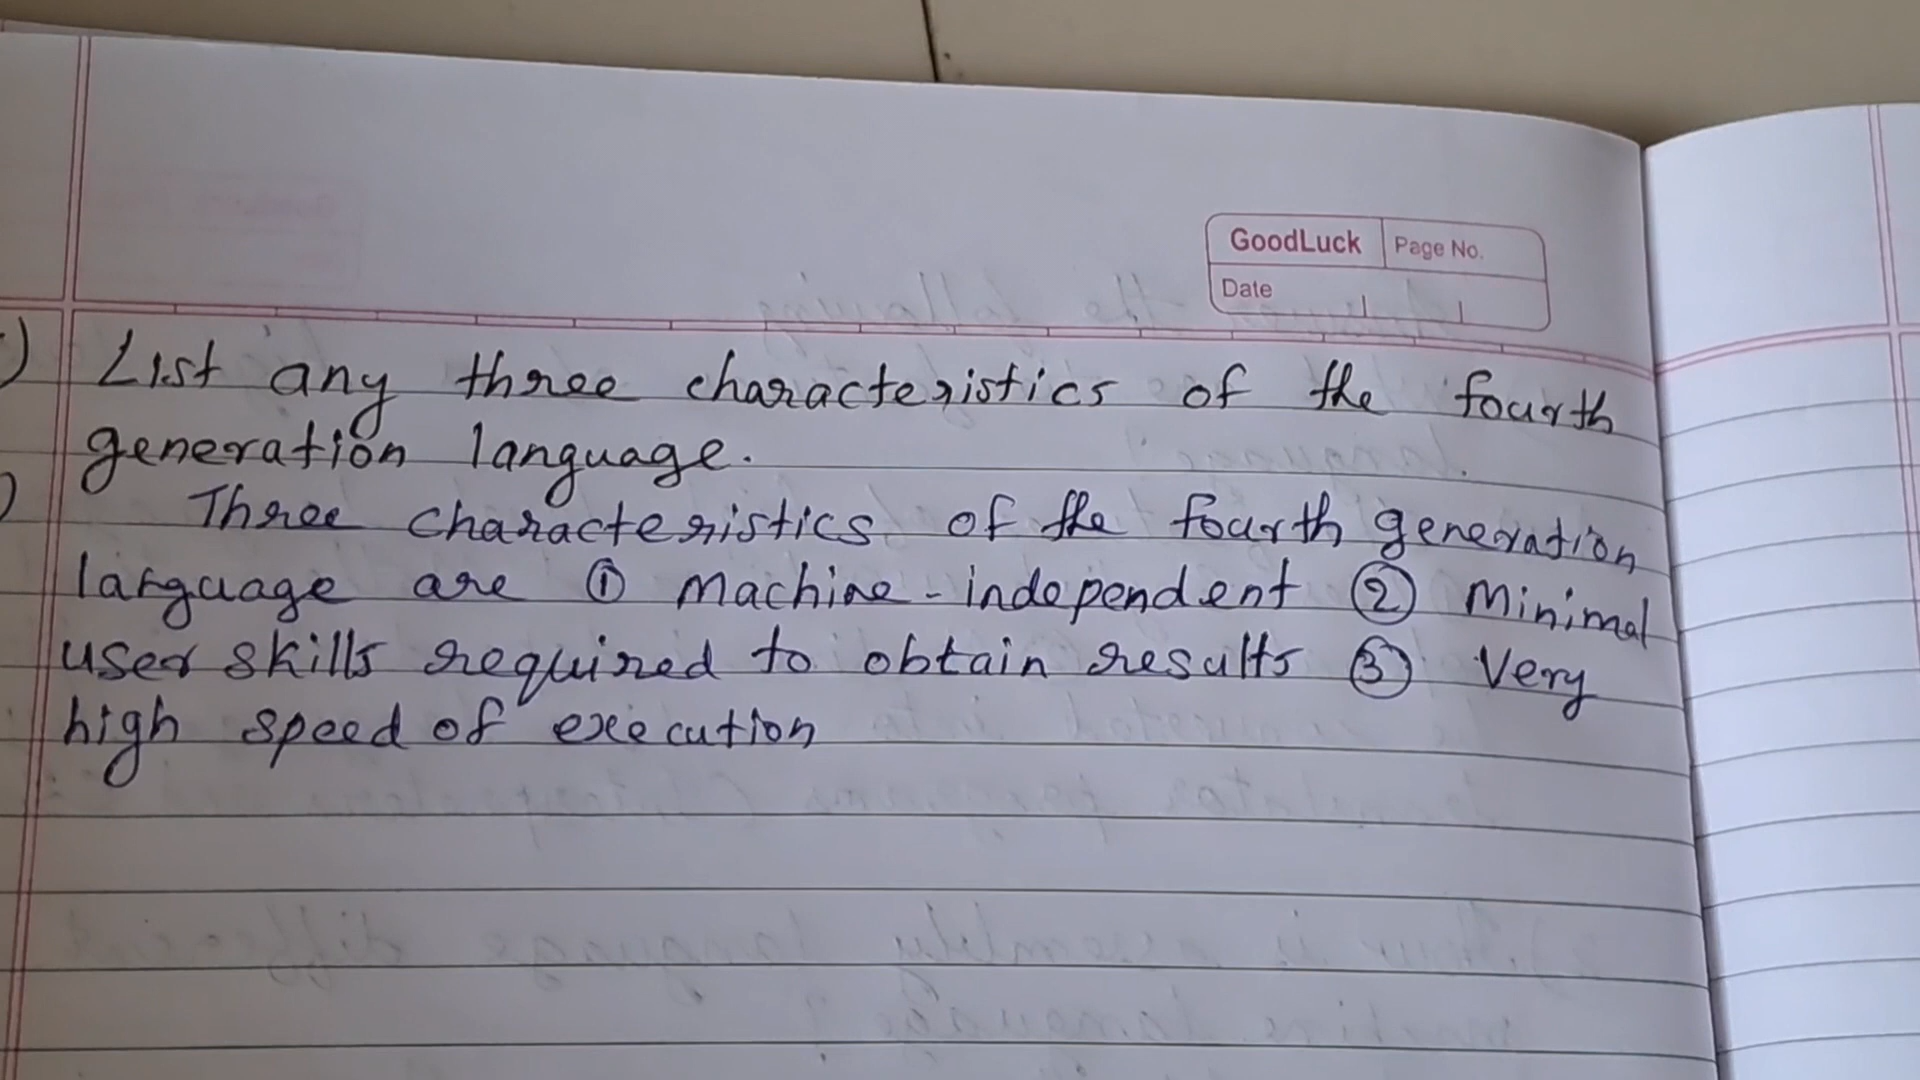 GoodLuck Page No.
Date
) List any three characteristics of the fourth
generation language.
) Three characteristics of the fourth generation
language are ① Machine-independent ② Minimal
user skills required to obtain results ③ Very
high speed of execution